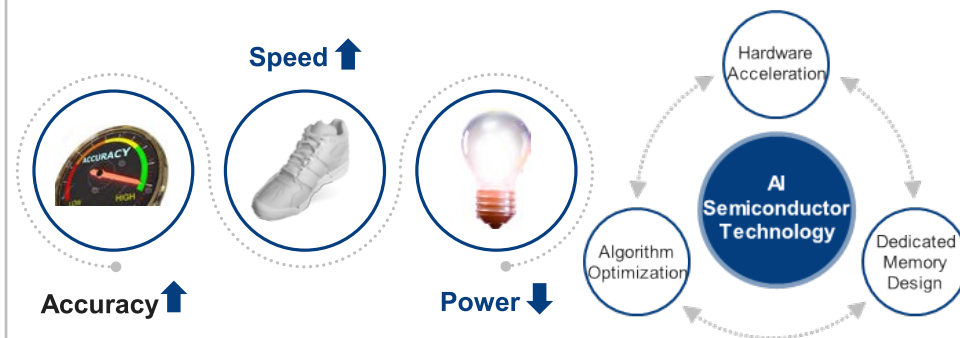 Speed
ACCURACY
LOW
HIGH
Accuracy
Power
Hardware
Acceleration
AI
Semiconductor
Technology
Algorithm
Optimization
Dedicated
Memory
Design